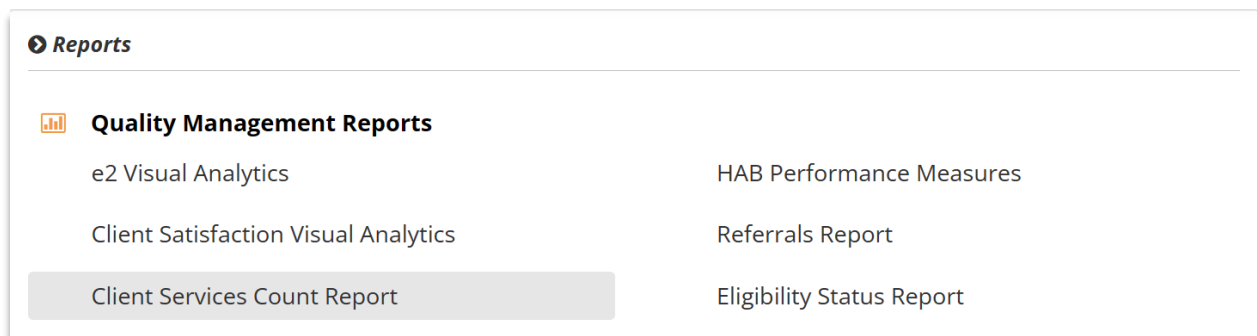 Reports
Quality Management Reports
e2 Visual Analytics
HAB Performance Measures
Client Satisfaction Visual Analytics
Referrals Report
Client Services Count Report
Eligibility Status Report